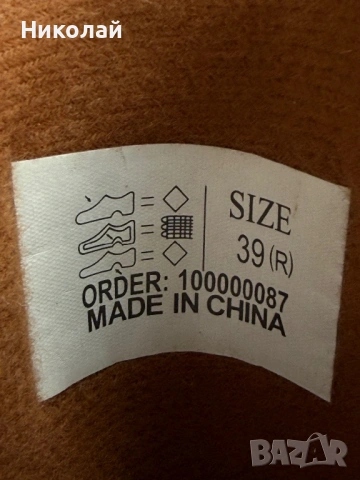 Николай
SIZE
39(R)
ORDER: 100000087
MADE IN CHINA
BAZAR